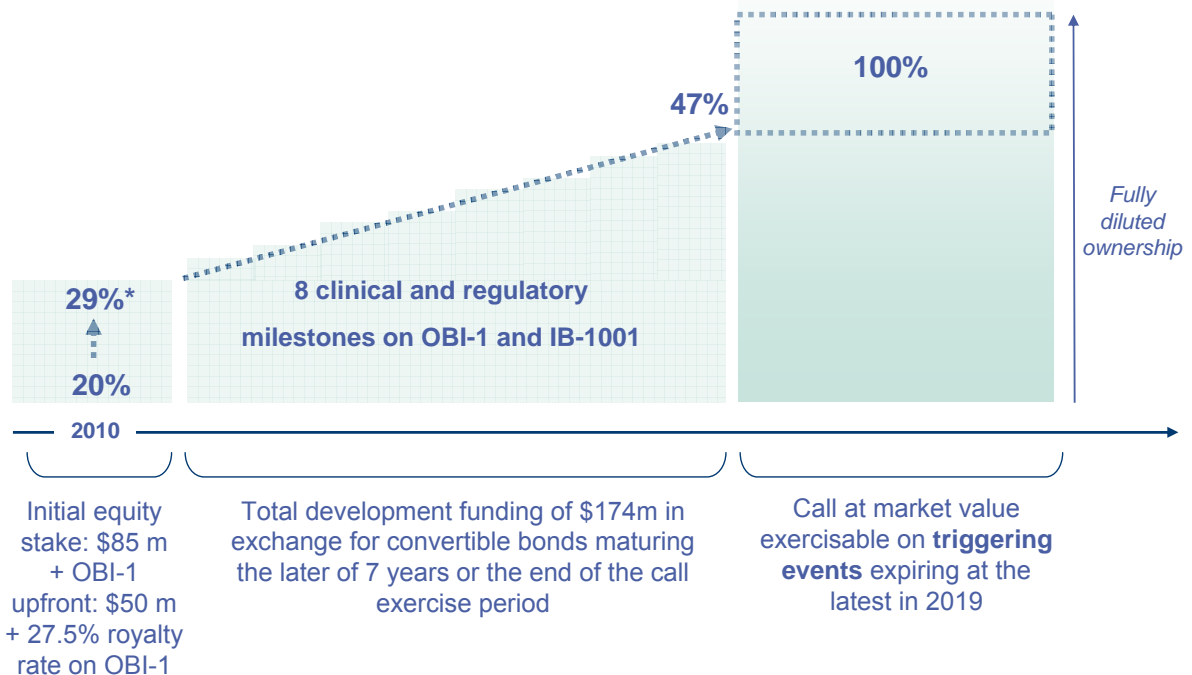 100%
47%
Fully
diluted
ownership
29%*
20%
8 clinical and regulatory
milestones on OBI-1 and IB-1001
2010
Initial equity
stake: $85 m
+ OBI-1
upfront: $50 m
+ 27.5% royalty
rate on OBI-1
Total development funding of $174m in
exchange for convertible bonds maturing
the later of 7 years or the end of the call
exercise period
Call at market value
exercisable on triggering
events expiring at the
latest in 2019